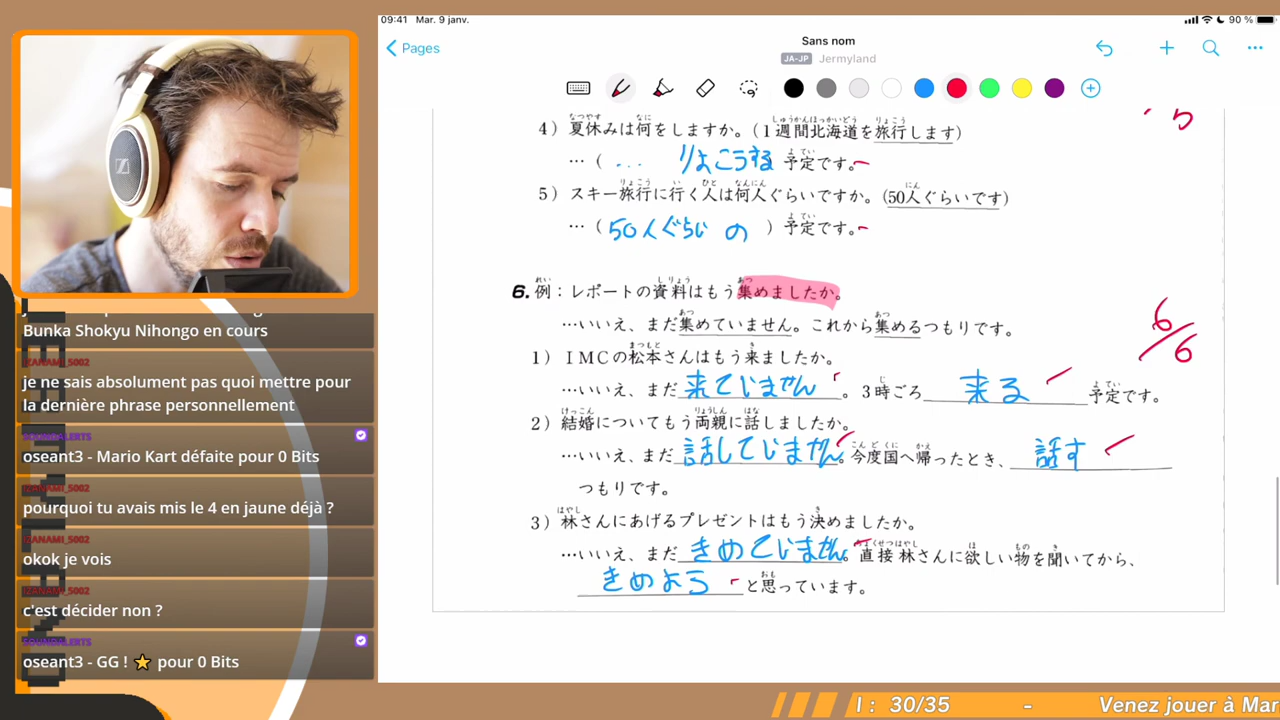 09:41 Mar. 9 janv.
90 %
Pages
Sans nom
JA-JP Jermyland
4) 夏休みは何をしますか。(1週間北海道を旅行します)
… ( ... りょこうする 予定です。
5) スキー旅行に行く人は何人ぐらいですか。(50人ぐらいです)
… ( 50人ぐらい の ) 予定です。
6. 例:レポートの資料はもう集めましたか。
…いいえ、まだ集めていません。これから集めるつもりです。
6/6
1) IMCの松本さんはもう来ましたか。
…いいえ、まだ 来ていません 。3時ごろ 来る 予定です。
2) 結婚についてもう両親に話しましたか。
…いいえ、まだ 話していません 。今度国へ帰ったとき、 話す
つもりです。
3) 林さんにあげるプレゼントはもう決めましたか。
…いいえ、まだ きめていません 。直接林さんに欲しい物を聞いてから、
きめよう と思っています。
Bunka Shokyu Nihongo en cours
je ne sais absolument pas quoi mettre pour
la dernière phrase personnellement
oseant3 - Mario Kart défaite pour 0 Bits
pourquoi tu avais mis le 4 en jaune déjà ?
okok je vois
c'est décider non ?
SOUNDALERTS
oseant3 - GG ! ⭐ pour 0 Bits
I : 30/35 - Venez jouer à Mar